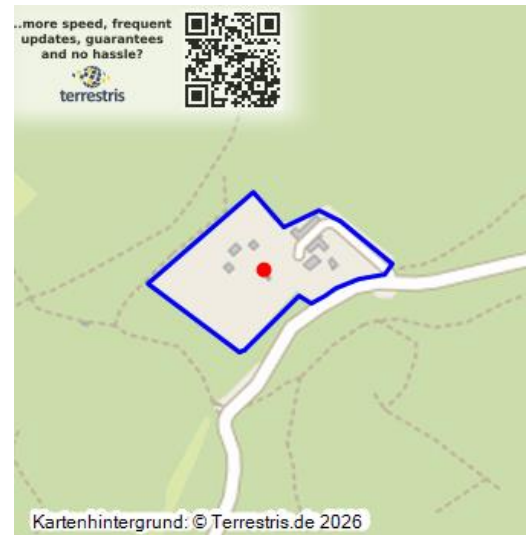 ..more speed, frequent
updates, guarantees
and no hassle?
terrestris
Kartenhintergrund: © Terrestris.de 2026